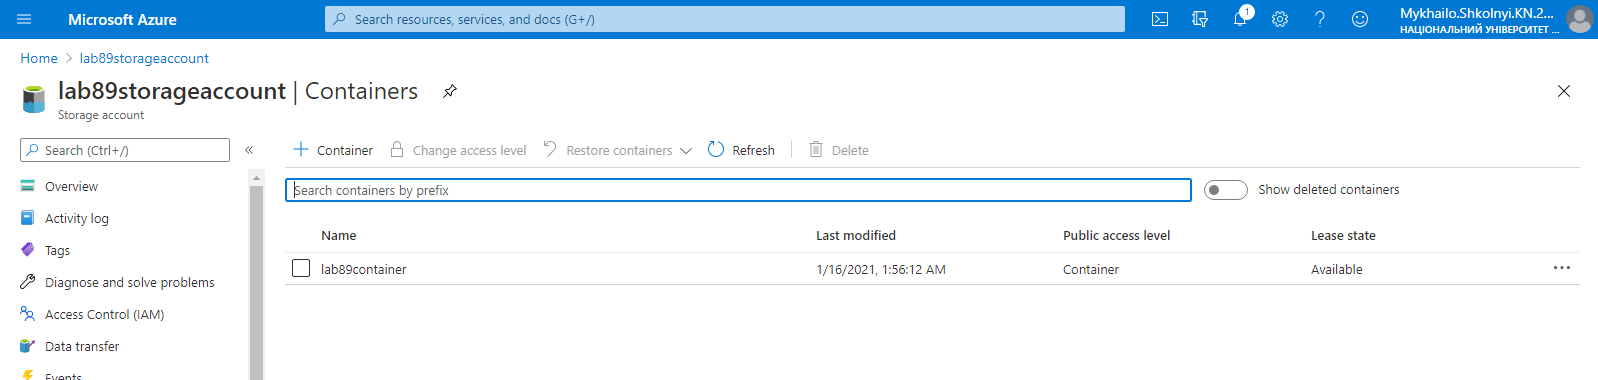 Microsoft Azure
Search resources, services, and docs (G+/)
1
Mykhailo.Shkolnyi.KN.2...
НАЦІОНАЛЬНИЙ УНІВЕРСИТЕТ ...
Home > lab89storageaccount
lab89storageaccount | Containers
Storage account
Search (Ctrl+/)
«
Container
Change access level
Restore containers
Refresh
Delete
Overview
Search containers by prefix
Show deleted containers
Activity log
Tags
Name Last modified Public access level Lease state
lab89container 1/16/2021, 1:56:12 AM Container Available ...
Diagnose and solve problems
Access Control (IAM)
Data transfer
Events